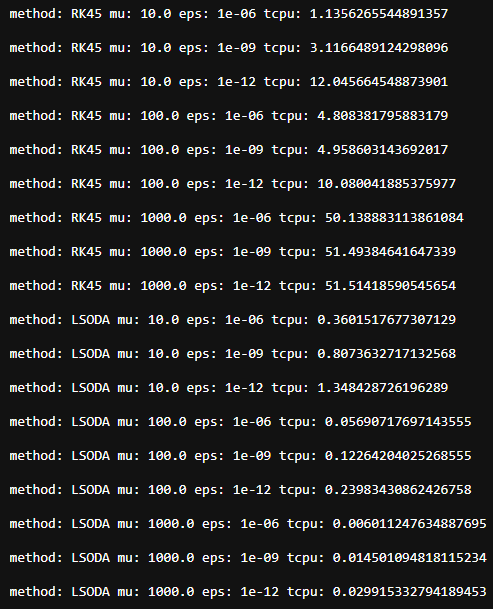 method: RK45 mu: 10.0 eps: 1e-06 tcpu: 1.1356265544891357
method: RK45 mu: 10.0 eps: 1e-09 tcpu: 3.1166489124298096
method: RK45 mu: 10.0 eps: 1e-12 tcpu: 12.045664548873901
method: RK45 mu: 100.0 eps: 1e-06 tcpu: 4.808381795883179
method: RK45 mu: 100.0 eps: 1e-09 tcpu: 4.958603143692017
method: RK45 mu: 100.0 eps: 1e-12 tcpu: 10.080041885375977
method: RK45 mu: 1000.0 eps: 1e-06 tcpu: 50.138883113861084
method: RK45 mu: 1000.0 eps: 1e-09 tcpu: 51.49384641647339
method: RK45 mu: 1000.0 eps: 1e-12 tcpu: 51.51418590545654
method: LSODA mu: 10.0 eps: 1e-06 tcpu: 0.3601517677307129
method: LSODA mu: 10.0 eps: 1e-09 tcpu: 0.8073632717132568
method: LSODA mu: 10.0 eps: 1e-12 tcpu: 1.348428726196289
method: LSODA mu: 100.0 eps: 1e-06 tcpu: 0.05690717697143555
method: LSODA mu: 100.0 eps: 1e-09 tcpu: 0.12264204025268555
method: LSODA mu: 100.0 eps: 1e-12 tcpu: 0.23983430862426758
method: LSODA mu: 1000.0 eps: 1e-06 tcpu: 0.006011247634887695
method: LSODA mu: 1000.0 eps: 1e-09 tcpu: 0.014501094818115234
method: LSODA mu: 1000.0 eps: 1e-12 tcpu: 0.029915332794189453